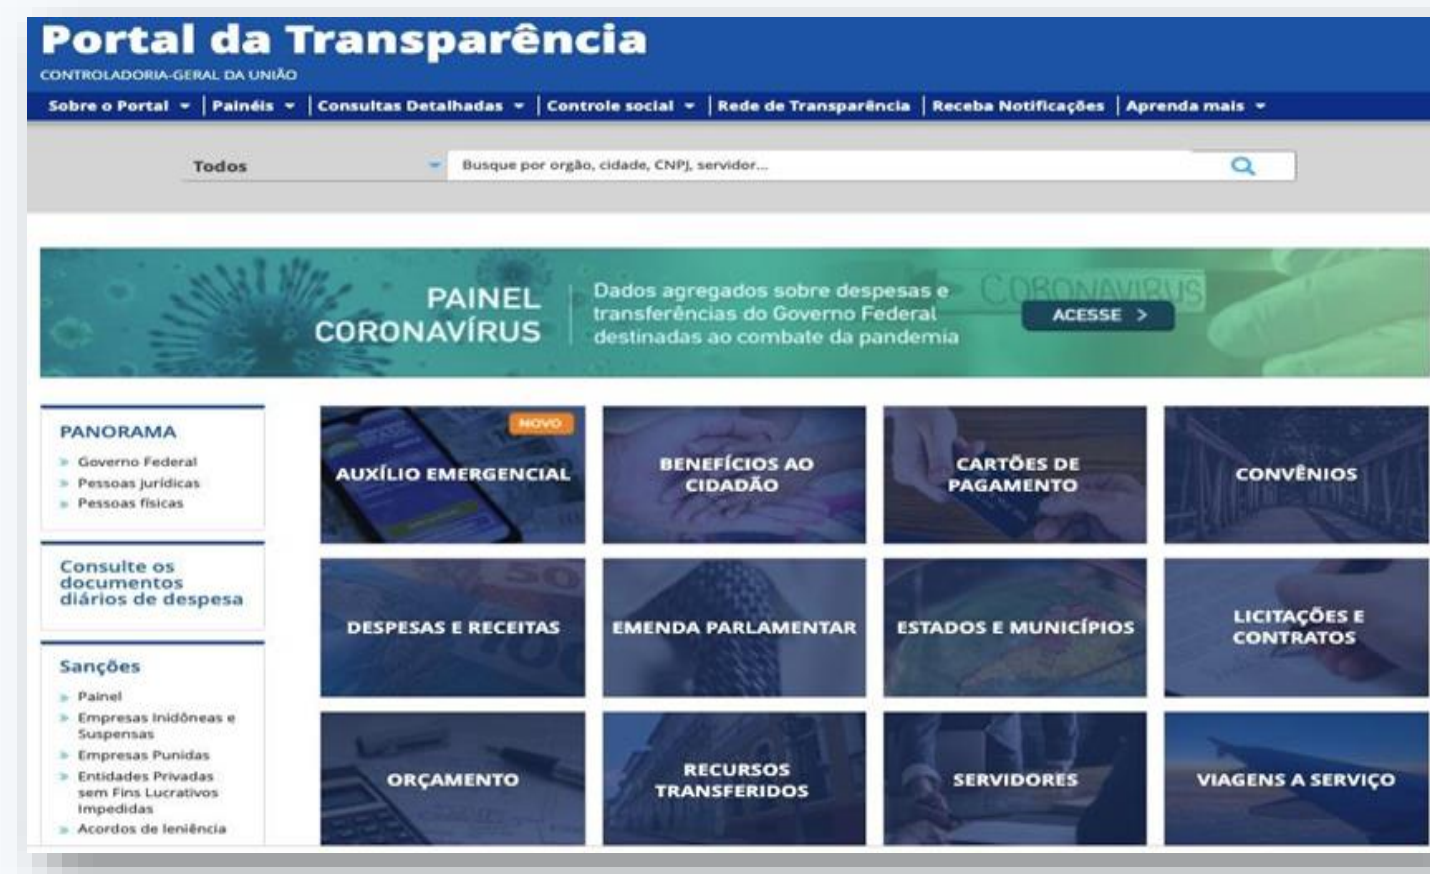 Portal da Transparência
CONTROLADORIA-GERAL DA UNIÃO
Sobre o Portal Painéis Consultas Detalhadas Controle social Rede de Transparência Receba Notificações Aprenda mais
Todos
Busque por orgão, cidade, CNPJ, servidor...
PAINEL
CORONAVÍRUS
Dados agregados sobre despesas e
transferências do Governo Federal
destinadas ao combate da pandemia
CORONAVIRUS
ACESSE >
PANORAMA
Governo Federal
Pessoas jurídicas
Pessoas físicas
Consulte os
documentos
diários de despesa
Sanções
Painel
Empresas Inidôneas e
Suspensas
Empresas Punidas
Entidades Privadas
sem Fins Lucrativos
Impedidas
Acordos de leniência
NOVO
AUXÍLIO EMERGENCIAL
BENEFÍCIOS AO
CIDADÃO
CARTÕES DE
PAGAMENTO
CONVÊNIOS
DESPESAS E RECEITAS
EMENDA PARLAMENTAR
ESTADOS E MUNICÍPIOS
LICITAÇÕES E
CONTRATOS
ORÇAMENTO
RECURSOS
TRANSFERIDOS
SERVIDORES
VIAGENS A SERVIÇO